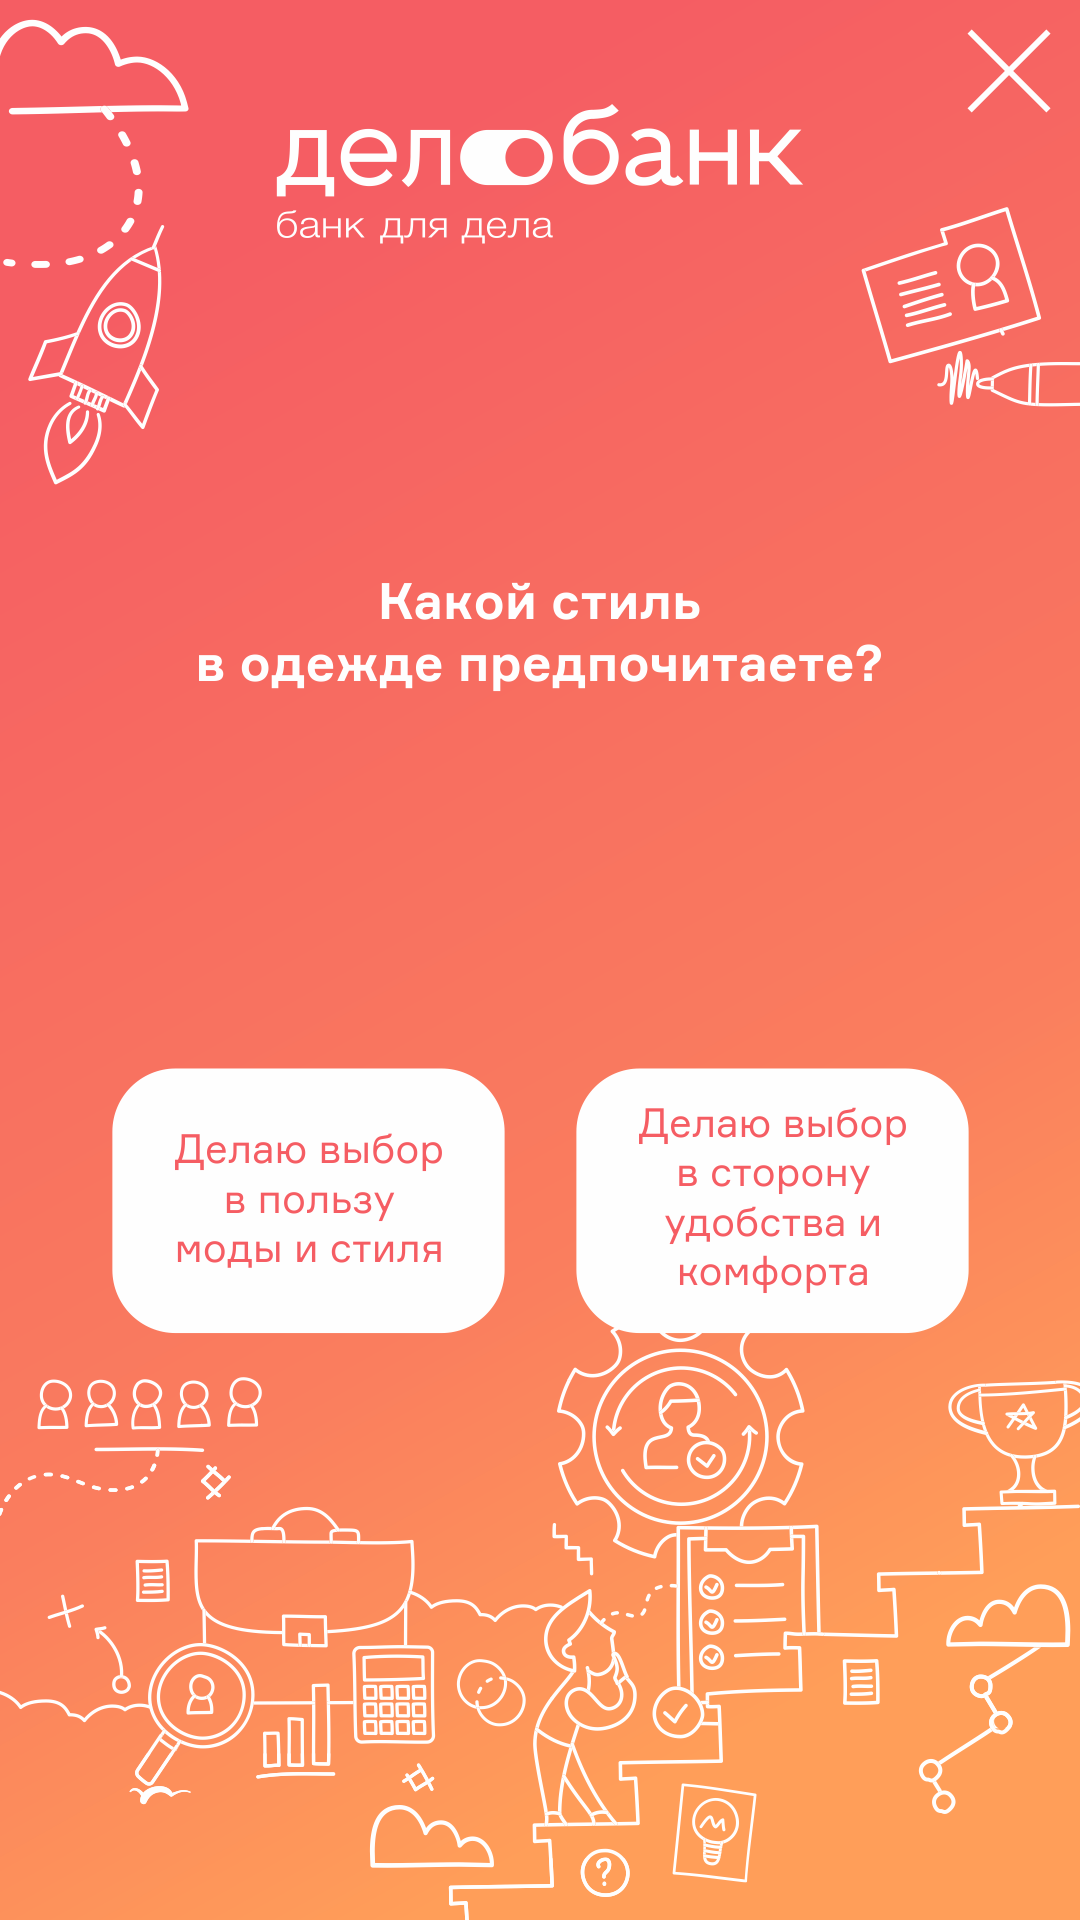 делобанк
банк для дела
Какой стиль
в одежде предпочитаете?
Делаю выбор
в пользу
моды и стиля
Делаю выбор
в сторону
удобства и
комфорта
?